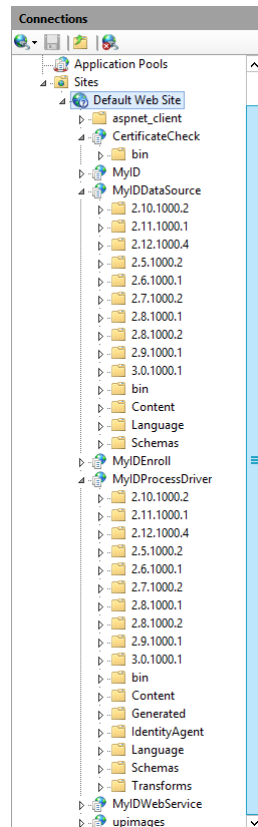 Connections
Application Pools
Sites
Default Web Site
aspnet_client
CertificateCheck
bin
MyID
MyIDDataSource
2.10.1000.2
2.11.1000.1
2.12.1000.4
2.5.1000.2
2.6.1000.1
2.7.1000.2
2.8.1000.1
2.8.1000.2
2.9.1000.1
3.0.1000.1
bin
Content
Language
Schemas
MyIDEnroll
MyIDProcessDriver
2.10.1000.2
2.11.1000.1
2.12.1000.4
2.5.1000.2
2.6.1000.1
2.7.1000.2
2.8.1000.1
2.8.1000.2
2.9.1000.1
3.0.1000.1
bin
Content
Generated
IdentityAgent
Language
Schemas
Transforms
MyIDWebService
upimages